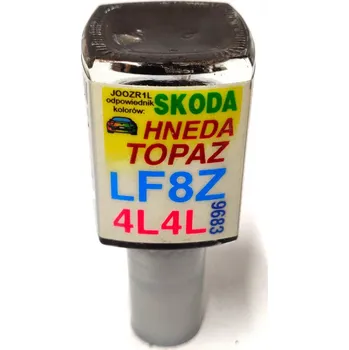 JOOZR1L
odpowiednik
kolorów:
SKODA
HNEDA
TOPAZ
LF8Z
4L4L
9683